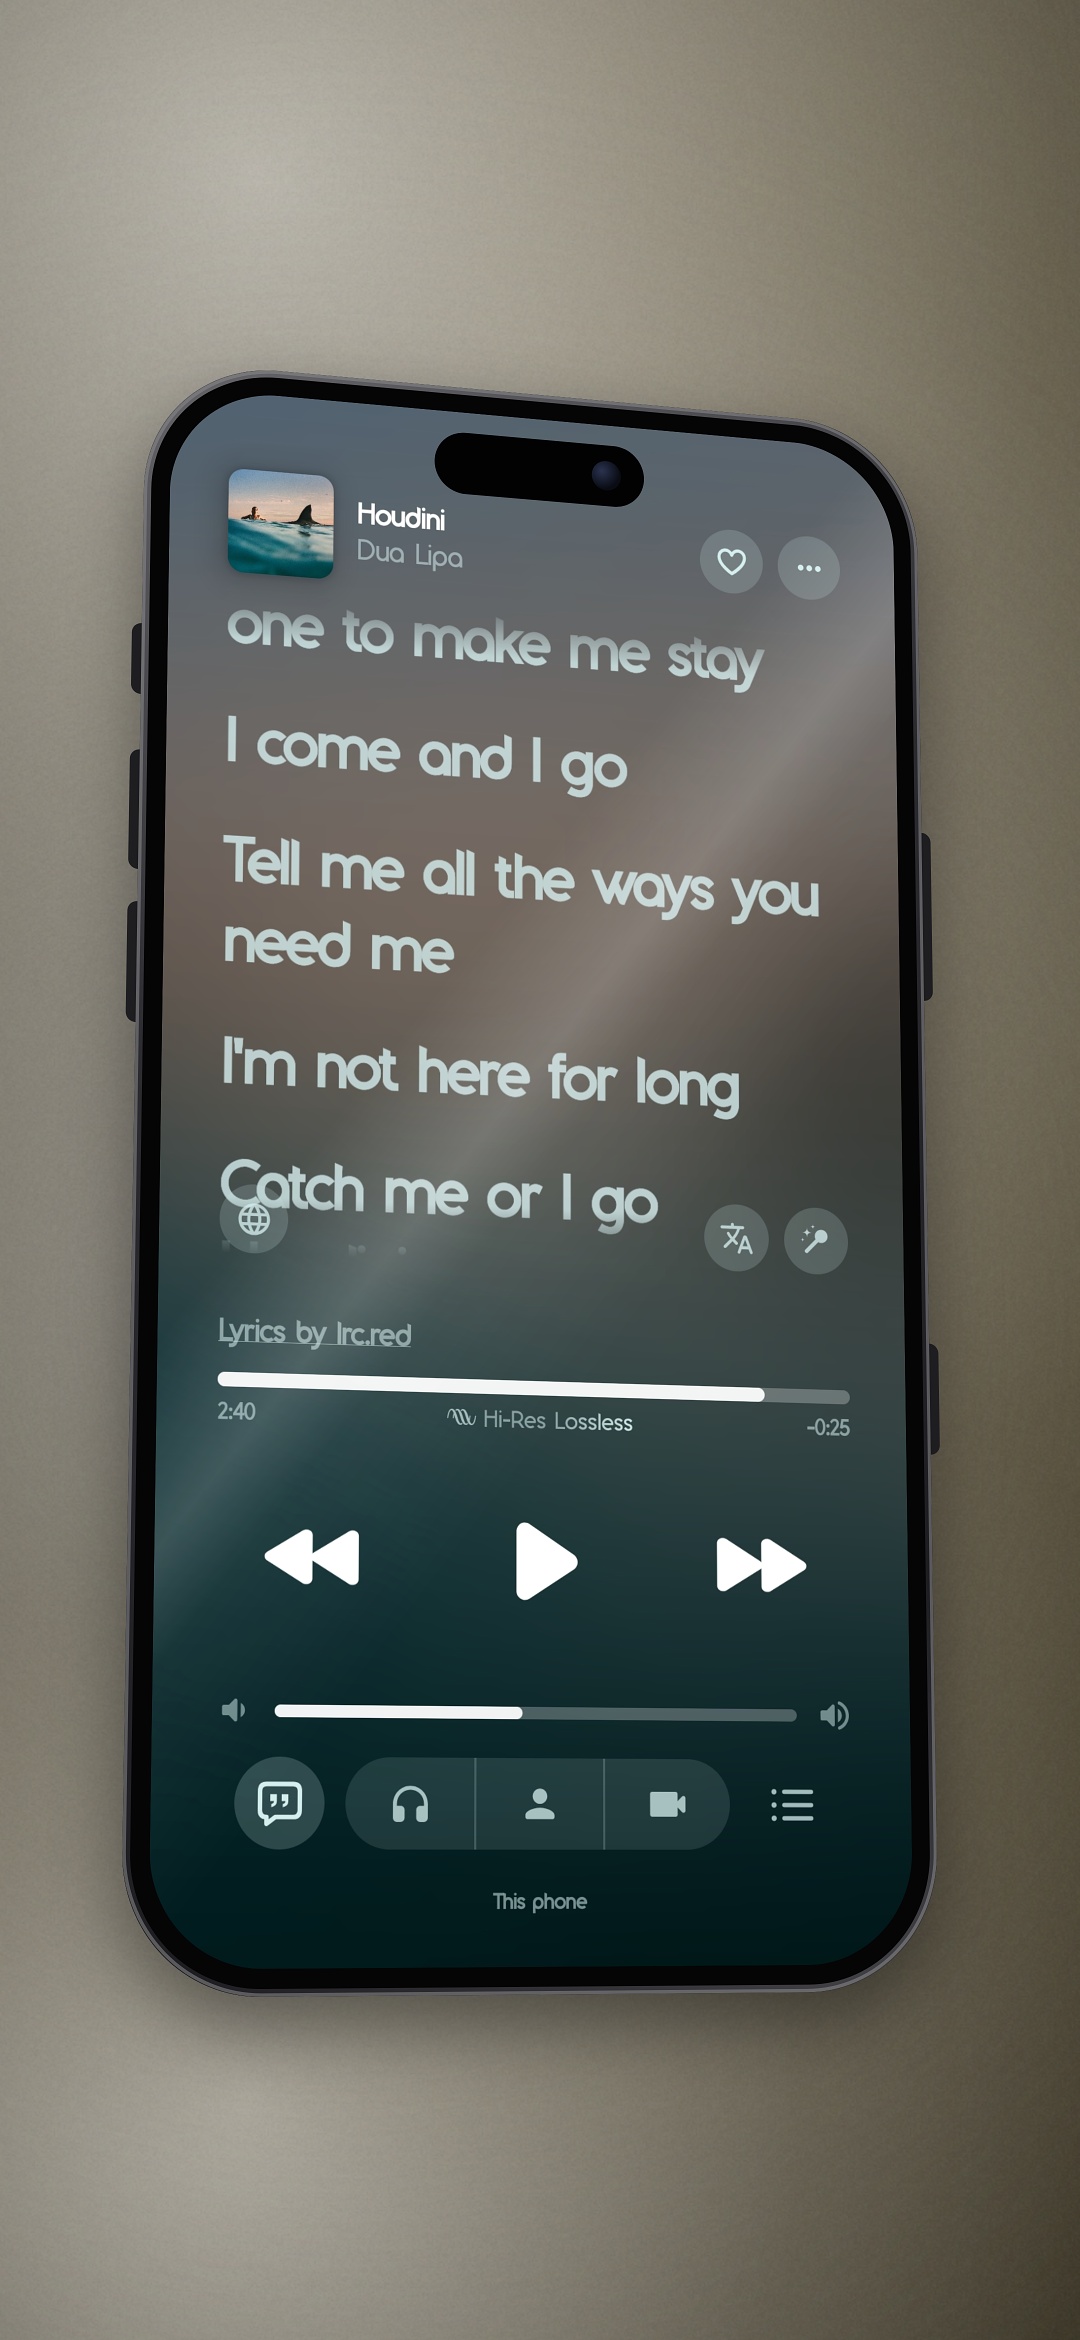 Houdini
Dua Lipa
one to make me stay
I come and I go
Tell me all the ways you
need me
I'm not here for long
Catch me or I go
Lyrics by lrc.red
2:40 Hi-Res Lossless -0:25
This phone